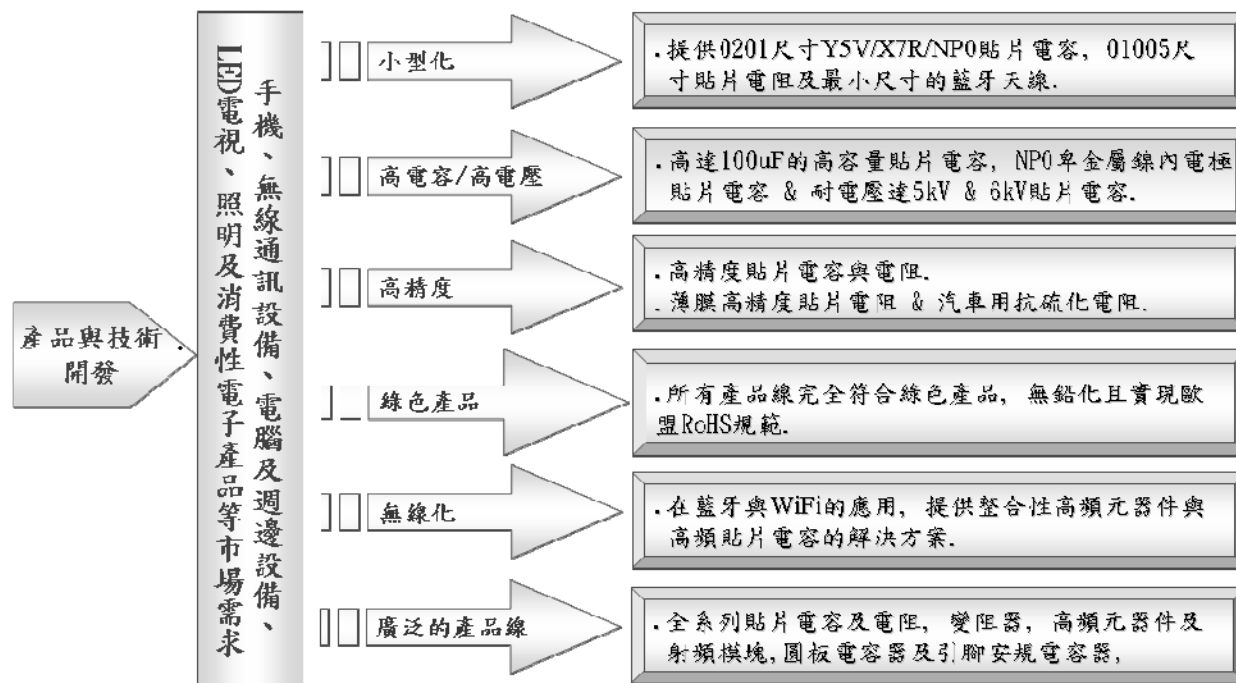 產品與技術
開發
手機、無線通訊設備、電腦及週邊設備、
LED電視、照明及消費性電子產品等市場需求
小型化
.提供0201尺寸Y5V/X7R/NP0貼片電容, 01005尺
寸貼片電阻及最小尺寸的藍牙天線.
高電容/高電壓
.高達100uF的高容量貼片電容, NP0卑金屬鎳內電極
貼片電容 & 耐電壓達5kV & 6kV貼片電容.
高精度
.高精度貼片電容與電阻.
.薄膜高精度貼片電阻 & 汽車用抗硫化電阻.
綠色產品
.所有產品線完全符合綠色產品, 無鉛化且實現歐
盟RoHS規範.
無線化
.在藍牙與WiFi的應用, 提供整合性高頻元器件與
高頻貼片電容的解決方案.
廣泛的產品線
.全系列貼片電容及電阻, 變阻器, 高頻元器件及
射頻模塊,圓板電容器及引腳安規電容器,